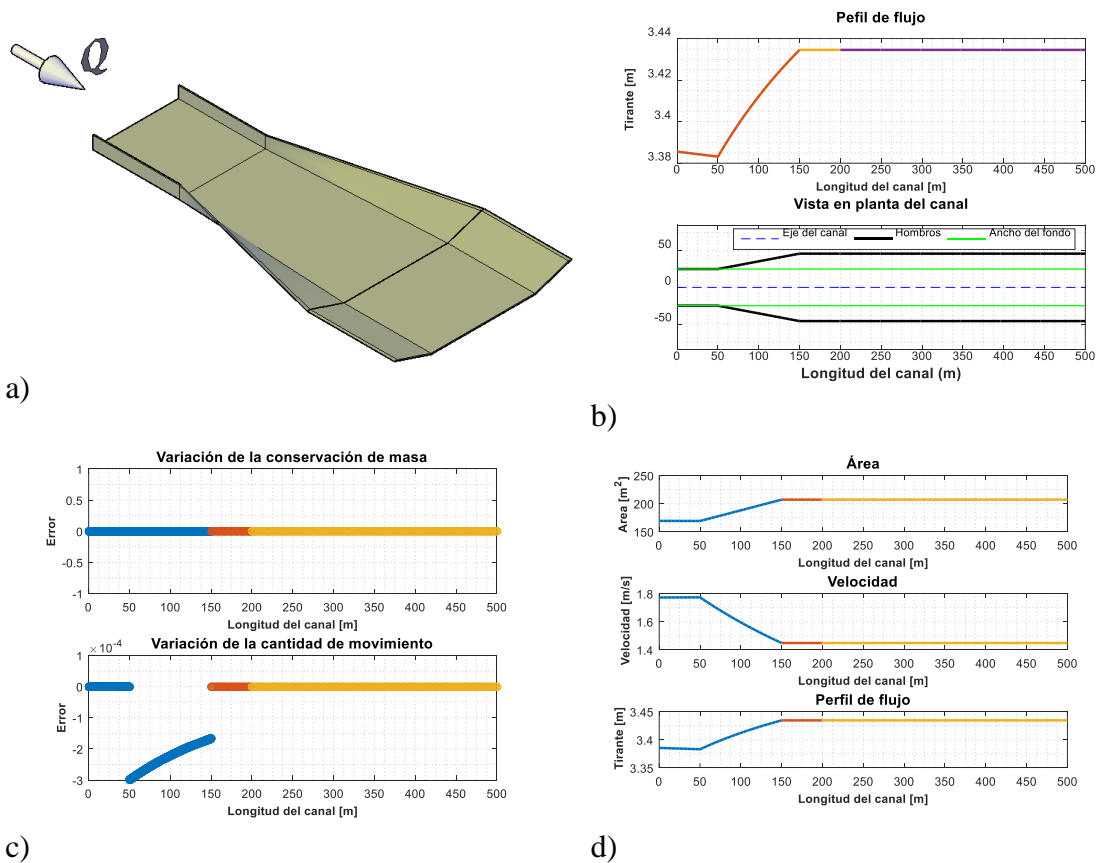 Q
a)
Pefil de flujo
3.44
3.42
3.4
3.38
Tirante [m]
0 50 100 150 200 250 300 350 400 450 500
Longitud del canal [m]
Vista en planta del canal
Eje del canal Hombros Ancho del fondo
50
0
-50
0 50 100 150 200 250 300 350 400 450 500
Longitud del canal (m)
b)
Variación de la conservación de masa
1
0.5
0
-0.5
-1
Error
0 50 100 150 200 250 300 350 400 450 500
Longitud del canal [m]
Variación de la cantidad de movimiento
×10⁻⁴
0
-1
-2
-3
Error
0 50 100 150 200 250 300 350 400 450 500
Longitud del canal [m]
c)
Área
250
200
150
Area [m²]
0 50 100 150 200 250 300 350 400 450 500
Longitud del canal [m]
Velocidad
1.8
1.6
1.4
Velocidad [m/s]
0 50 100 150 200 250 300 350 400 450 500
Longitud del canal [m]
Perfil de flujo
3.45
3.4
3.35
Tirante [m]
0 50 100 150 200 250 300 350 400 450 500
Longitud del canal [m]
d)